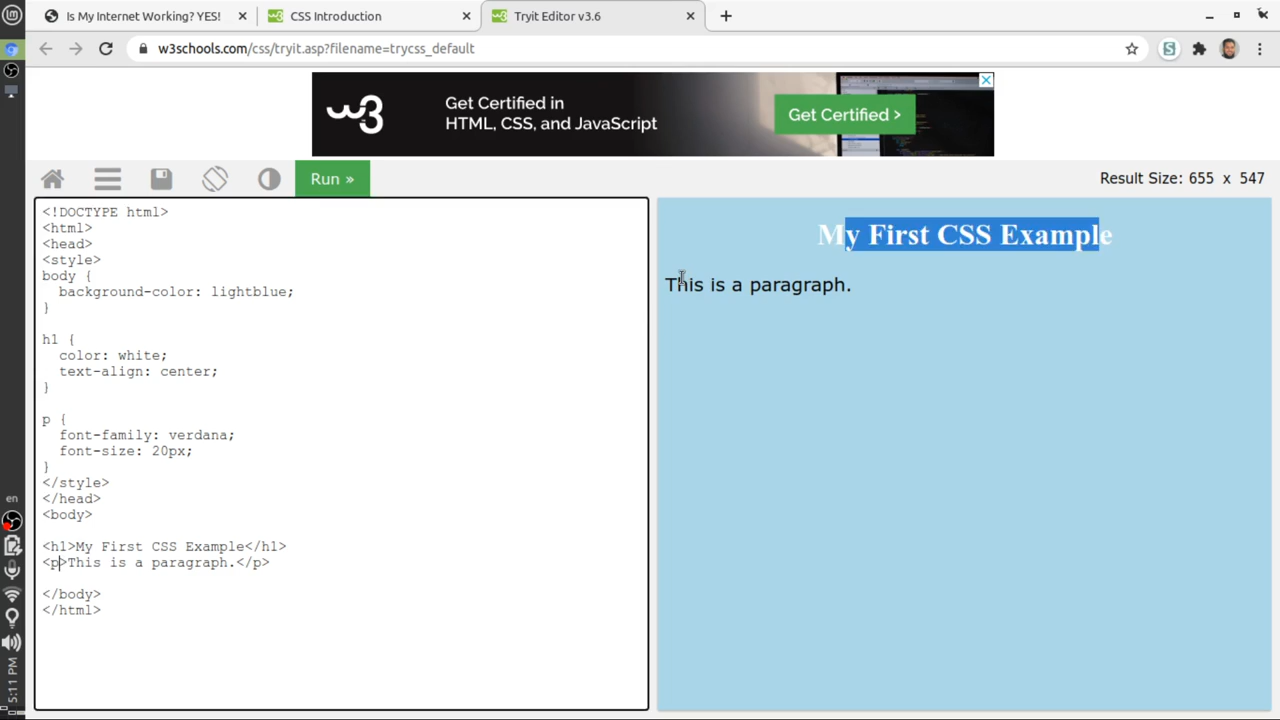 Is My Internet Working? YES!
CSS Introduction
Tryit Editor v3.6
w3schools.com/css/tryit.asp?filename=trycss_default
w3
Get Certified in
HTML, CSS, and JavaScript
Get Certified >
Run »
Result Size: 655 x 547
<!DOCTYPE html>
<html>
<head>
<style>
body {
  background-color: lightblue;
}
h1 {
  color: white;
  text-align: center;
}
p {
  font-family: verdana;
  font-size: 20px;
}
</style>
</head>
<body>
<h1>My First CSS Example</h1>
<p>This is a paragraph.</p>
</body>
</html>
My First CSS Example
This is a paragraph.
en
5:11 PM